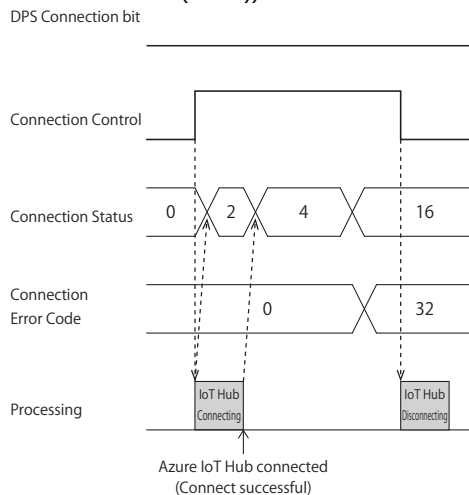 DPS Connection bit
Connection Control
Connection Status 0 2 4 16
Connection
Error Code 0 32
Processing
IoT Hub
Connecting
IoT Hub
Disconnecting
Azure IoT Hub connected
(Connect successful)